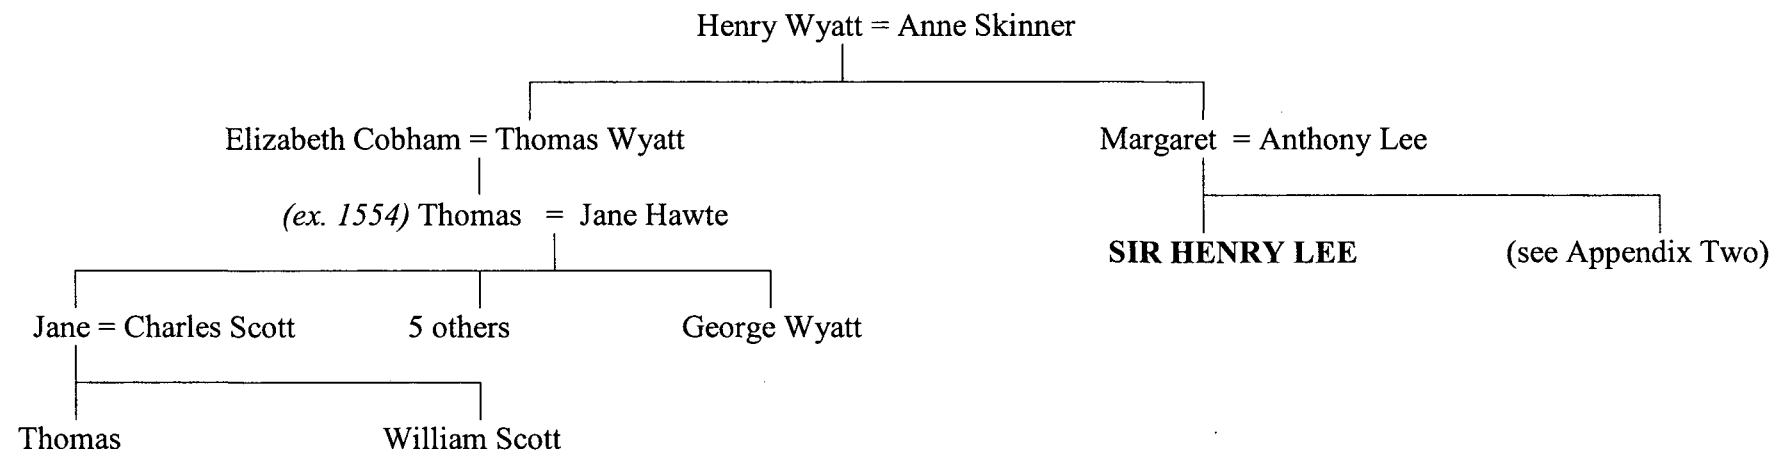 Henry Wyatt = Anne Skinner
Elizabeth Cobham = Thomas Wyatt Margaret = Anthony Lee
(ex. 1554) Thomas = Jane Hawte
SIR HENRY LEE (see Appendix Two)
Jane = Charles Scott 5 others George Wyatt
Thomas William Scott